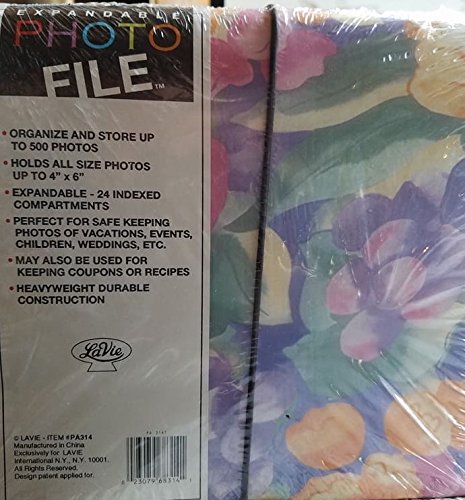 EXPANDABLE
PHOTO
FILE™
• ORGANIZE AND STORE UP
TO 500 PHOTOS
• HOLDS ALL SIZE PHOTOS
UP TO 4" x 6"
• EXPANDABLE - 24 INDEXED
COMPARTMENTS
• PERFECT FOR SAFE KEEPING
PHOTOS OF VACATIONS, EVENTS,
CHILDREN, WEDDINGS, ETC.
• MAY ALSO BE USED FOR
KEEPING COUPONS OR RECIPES
• HEAVYWEIGHT DURABLE
CONSTRUCTION
LaVie
© LAVIE - ITEM #PA314
Manufactured in China
Exclusively for LAVIE
International N.Y., N.Y. 10001.
All Rights Reserved.
Design patent applied for.